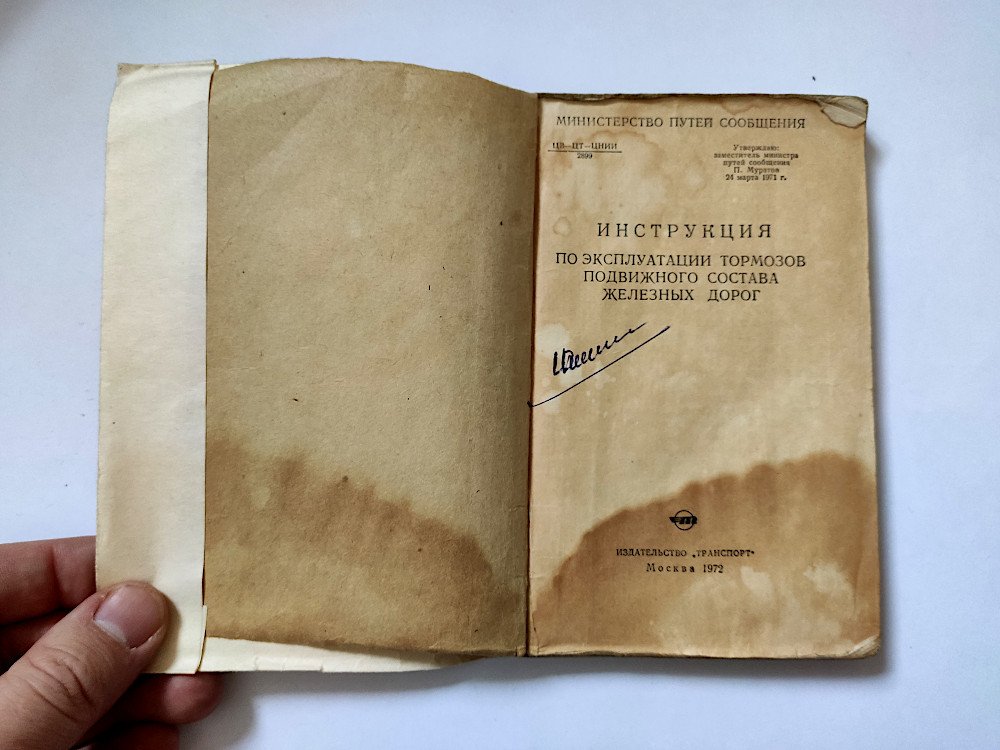 МИНИСТЕРСТВО ПУТЕЙ СООБЩЕНИЯ
ЦВ—ЦТ—ЦНИИ
2899
Утверждаю:
заместитель министра
путей сообщения
П. Муратов
24 марта 1971 г.
ИНСТРУКЦИЯ
ПО ЭКСПЛУАТАЦИИ ТОРМОЗОВ
ПОДВИЖНОГО СОСТАВА
ЖЕЛЕЗНЫХ ДОРОГ
ИЗДАТЕЛЬСТВО „ТРАНСПОРТ“
Москва 1972